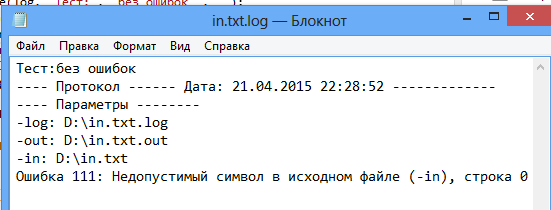 in.txt.log — Блокнот
Файл Правка Формат Вид Справка
Тест:без ошибок
---- Протокол ------ Дата: 21.04.2015 22:28:52 -------------
---- Параметры --------
-log: D:\in.txt.log
-out: D:\in.txt.out
-in: D:\in.txt
Ошибка 111: Недопустимый символ в исходном файле (-in), строка 0